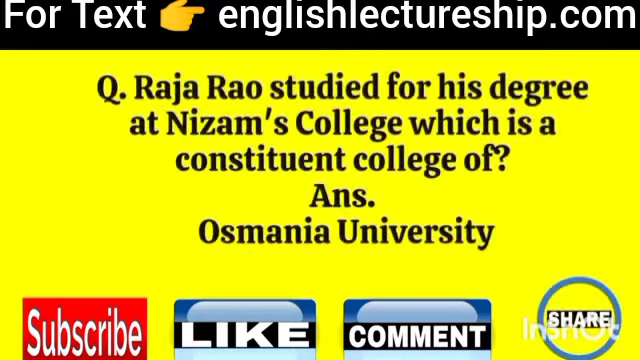 For Text 👉 englishlectureship.com
Q. Raja Rao studied for his degree
at Nizam's College which is a
constituent college of?
Ans.
Osmania University
Subscribe
LIKE
COMMENT
SHARE
InShOt